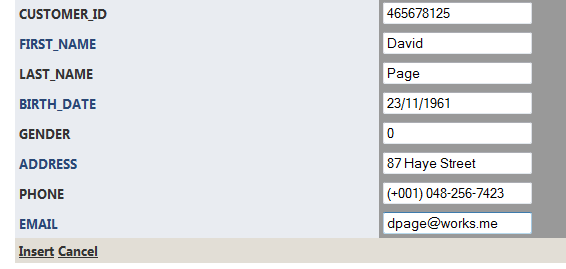 CUSTOMER_ID 465678125
FIRST_NAME David
LAST_NAME Page
BIRTH_DATE 23/11/1961
GENDER 0
ADDRESS 87 Haye Street
PHONE (+001) 048-256-7423
EMAIL dpage@works.me
Insert Cancel